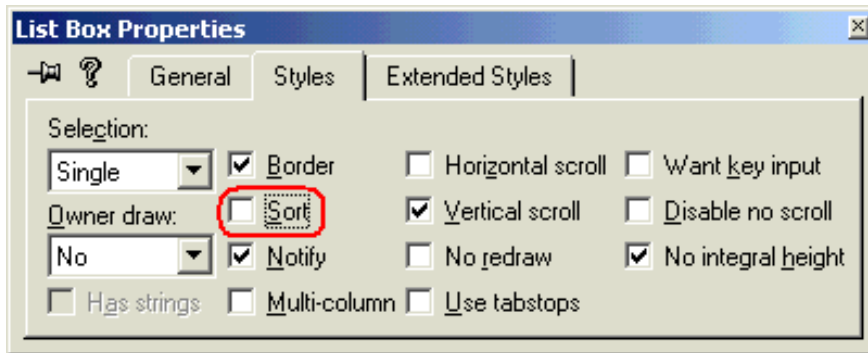 List Box Properties
General Styles Extended Styles
Selection:
Single Border Horizontal scroll Want key input
Owner draw: Sort Vertical scroll Disable no scroll
No Notify No redraw No integral height
Has strings Multi-column Use tabstops